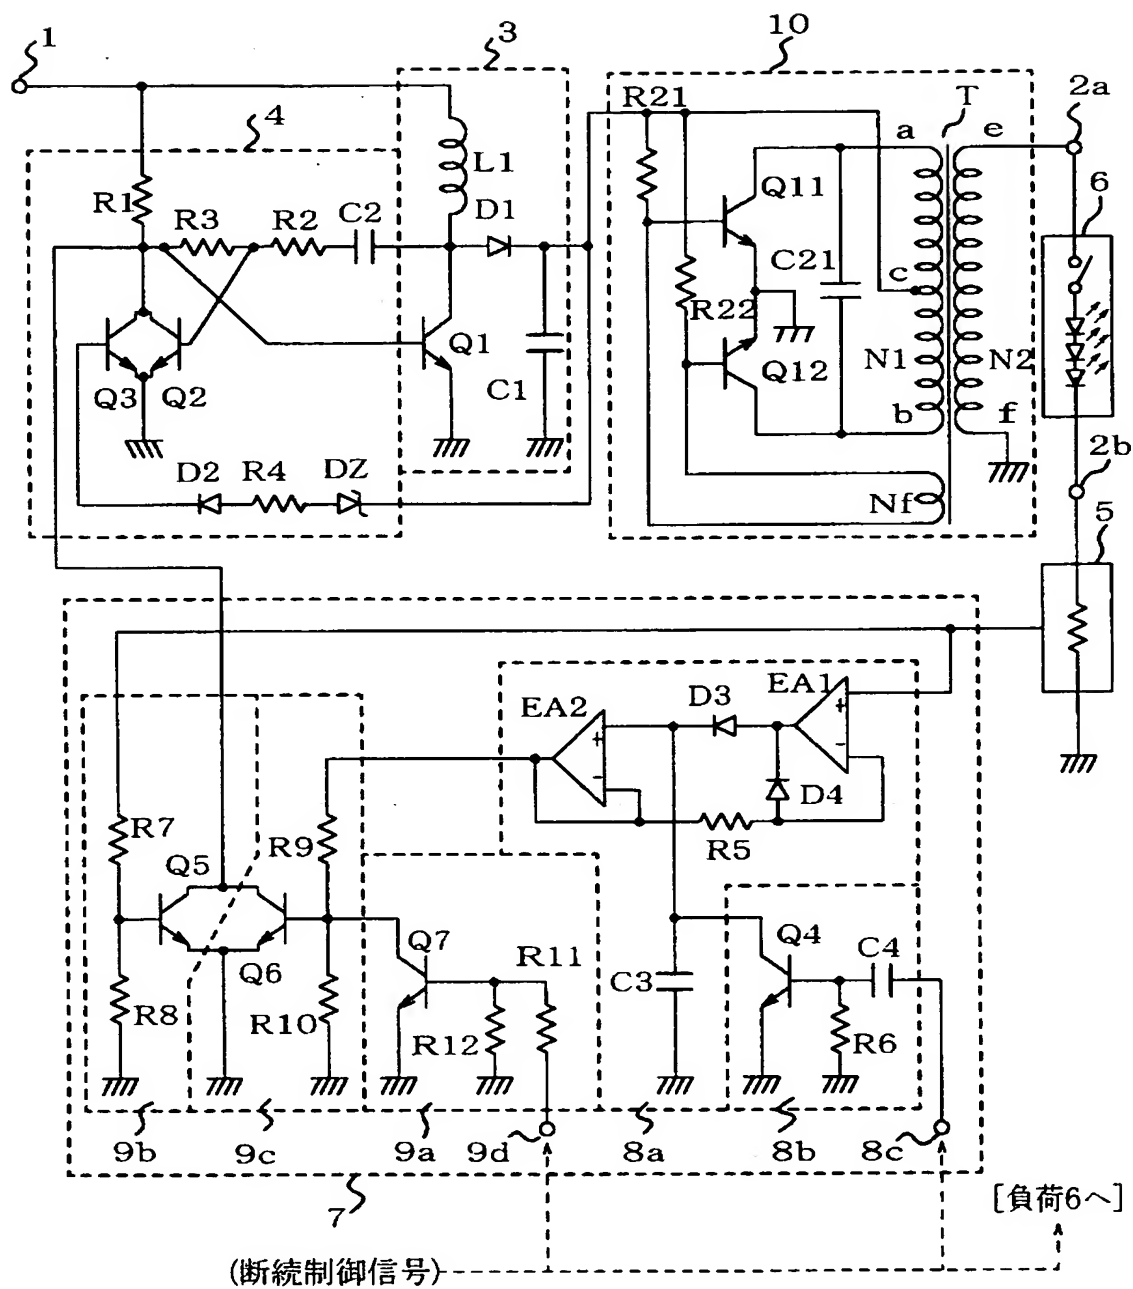 1
3
10
R21
T
2a
4
a
e
L1
Q11
6
R1
R3
R2
C2
D1
C21
c
R22
Q1
N1
N2
Q3
Q2
C1
Q12
b
f
2b
D2
R4
DZ
Nf
5
EA2
D3
EA1
+
-
+
-
D4
R7
R9
R5
Q5
Q7
R11
Q4
C4
Q6
C3
R8
R10
R12
R6
9b
9c
9a
9d
8a
8b
8c
7
[負荷6へ]
(断続制御信号)